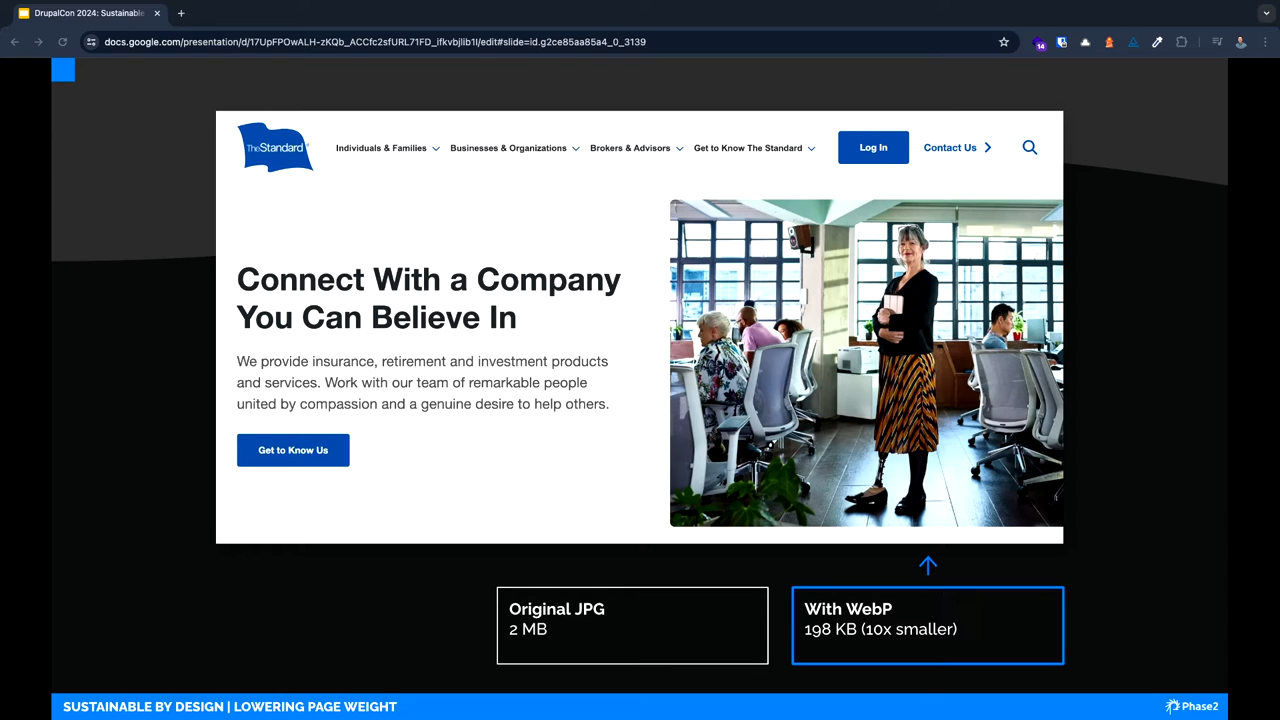 DrupalCon 2024: Sustainable
docs.google.com/presentation/d/17UpFPOwALH-zKQb_ACCfc2sfURL71FD_ifkvbjlib1I/edit#slide=id.g2ce85aa85a4_0_3139
14
TheStandard
Individuals & Families
Businesses & Organizations
Brokers & Advisors
Get to Know The Standard
Log In
Contact Us
Connect With a Company
You Can Believe In
We provide insurance, retirement and investment products
and services. Work with our team of remarkable people
united by compassion and a genuine desire to help others.
Get to Know Us
Original JPG
2 MB
With WebP
198 KB (10x smaller)
SUSTAINABLE BY DESIGN | LOWERING PAGE WEIGHT
Phase2